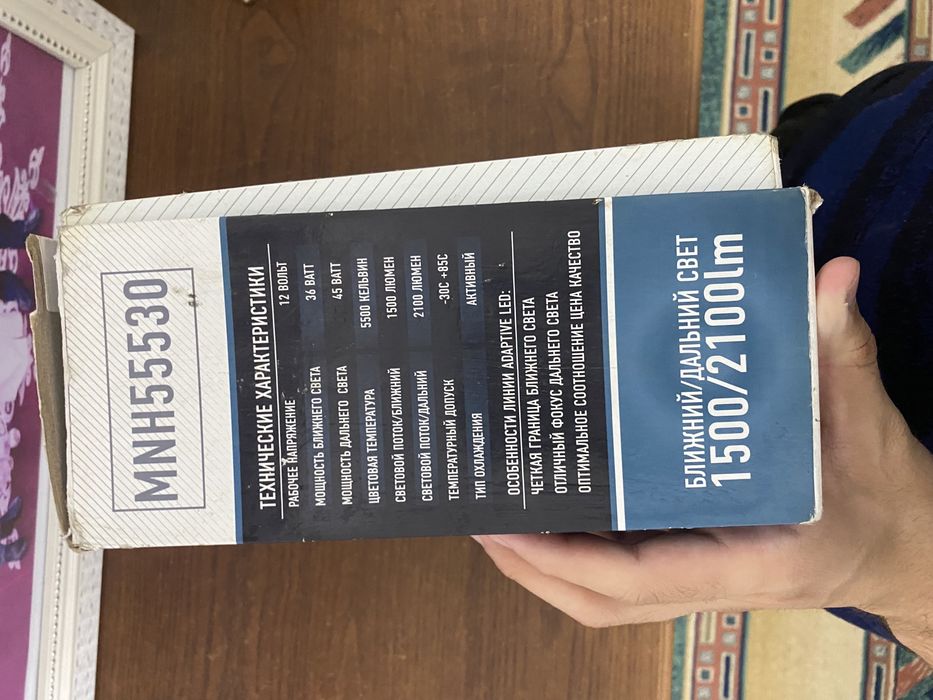 MNH55530
ТЕХНИЧЕСКИЕ ХАРАКТЕРИСТИКИ
РАБОЧЕЕ НАПРЯЖЕНИЕ 12 ВОЛЬТ
МОЩНОСТЬ БЛИЖНЕГО СВЕТА 36 ВАТТ
МОЩНОСТЬ ДАЛЬНЕГО СВЕТА 45 ВАТТ
ЦВЕТОВАЯ ТЕМПЕРАТУРА 5500 КЕЛЬВИН
СВЕТОВОЙ ПОТОК/БЛИЖНИЙ 1500 ЛЮМЕН
СВЕТОВОЙ ПОТОК/ДАЛЬНИЙ 2100 ЛЮМЕН
ТЕМПЕРАТУРНЫЙ ДОПУСК -30С +85С
ТИП ОХЛАЖДЕНИЯ АКТИВНЫЙ
ОСОБЕННОСТИ ЛИНИИ ADAPTIVE LED:
ЧЕТКАЯ ГРАНИЦА БЛИЖНЕГО СВЕТА
ОТЛИЧНЫЙ ФОКУС ДАЛЬНЕГО СВЕТА
ОПТИМАЛЬНОЕ СООТНОШЕНИЕ ЦЕНА КАЧЕСТВО
БЛИЖНИЙ/ДАЛЬНИЙ СВЕТ
1500/2100lm